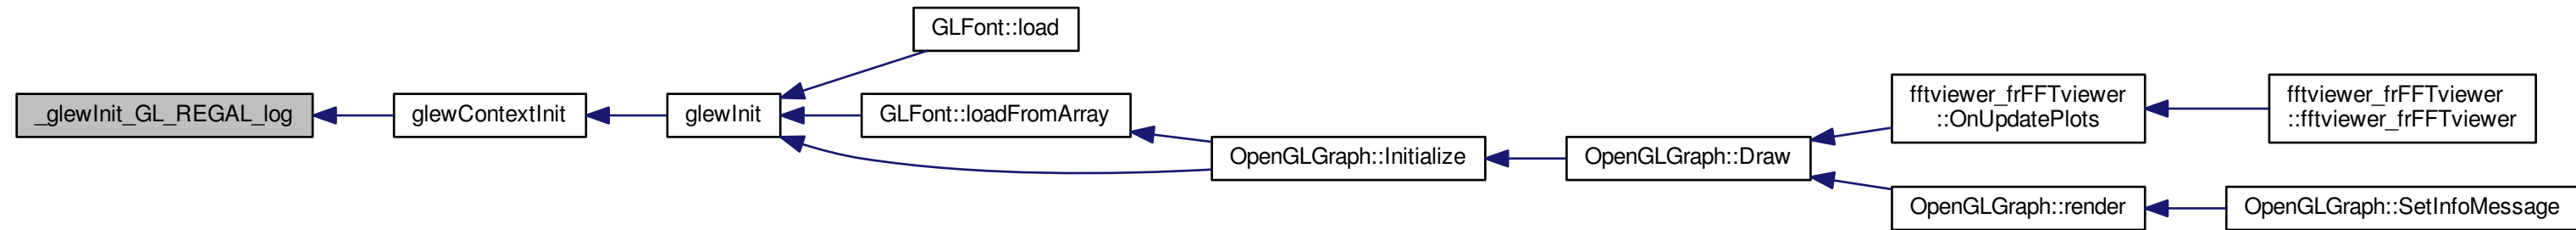 GLFont::load
_glewInit_GL_REGAL_log
glewContextInit
glewInit
GLFont::loadFromArray
OpenGLGraph::Initialize
OpenGLGraph::Draw
fftviewer_frFFTviewer
::OnUpdatePlots
fftviewer_frFFTviewer
::fftviewer_frFFTviewer
OpenGLGraph::render
OpenGLGraph::SetInfoMessage